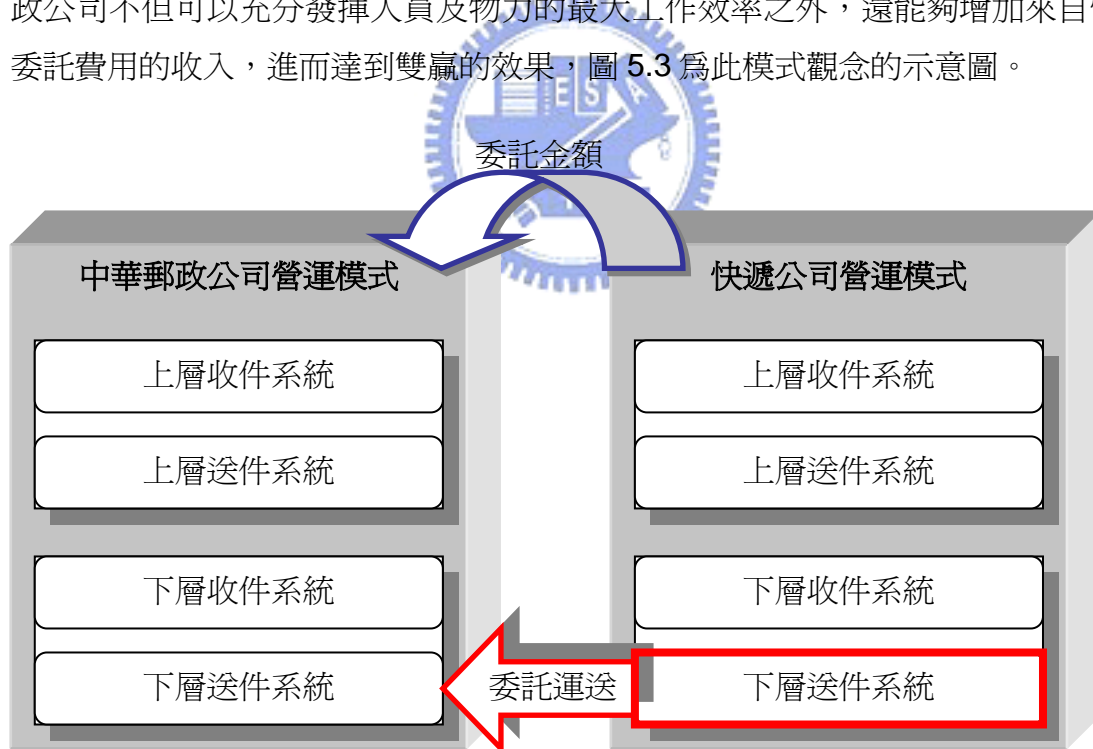 政公司不但可以充分發揮人員及物力的最大工作效率之外，還能夠增加來自
委託費用的收入，進而達到雙贏的效果，圖 5.3 為此模式觀念的示意圖。
委託金額
中華郵政公司營運模式
快遞公司營運模式
上層收件系統
上層收件系統
上層送件系統
上層送件系統
下層收件系統
下層收件系統
下層送件系統
委託運送
下層送件系統